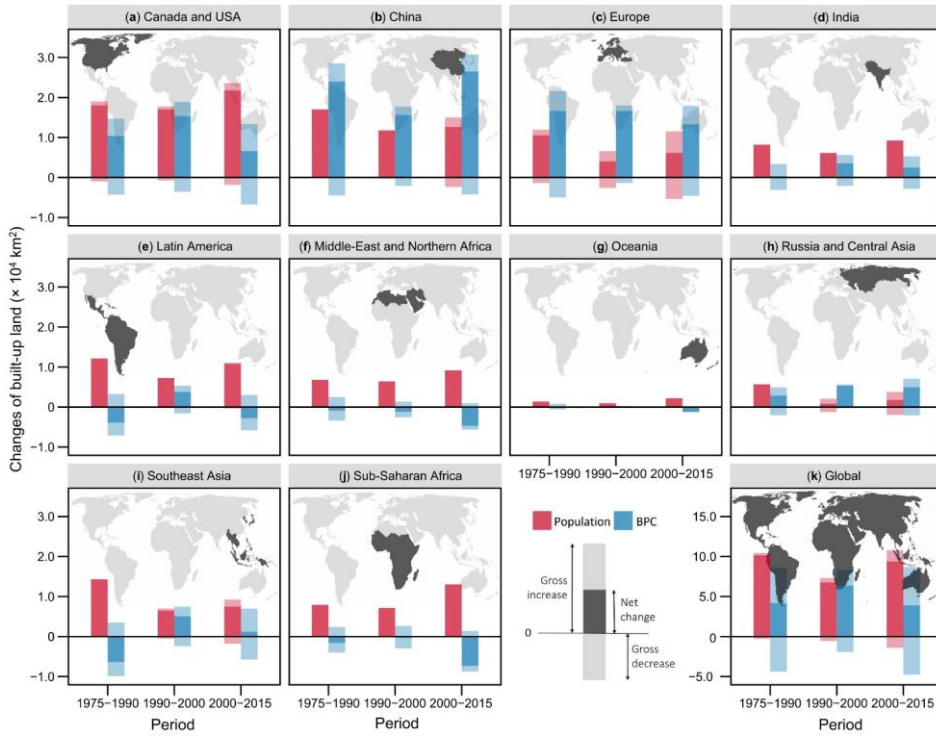 (a) Canada and USA
(b) China
(c) Europe
(d) India
3.0
2.0
1.0
0
−1.0
(e) Latin America
(f) Middle-East and Northern Africa
(g) Oceania
(h) Russia and Central Asia
3.0
2.0
1.0
0
−1.0
Changes of built-up land (× 10⁴ km²)
1975−1990
1990−2000
2000−2015
(i) Southeast Asia
(j) Sub-Saharan Africa
(k) Global
3.0
2.0
1.0
0
−1.0
Population
BPC
Gross
increase
Net
change
0
Gross
decrease
15.0
10.0
5.0
0
−5.0
1975−1990
1990−2000
2000−2015
Period
1975−1990
1990−2000
2000−2015
Period
1975−1990
1990−2000
2000−2015
Period